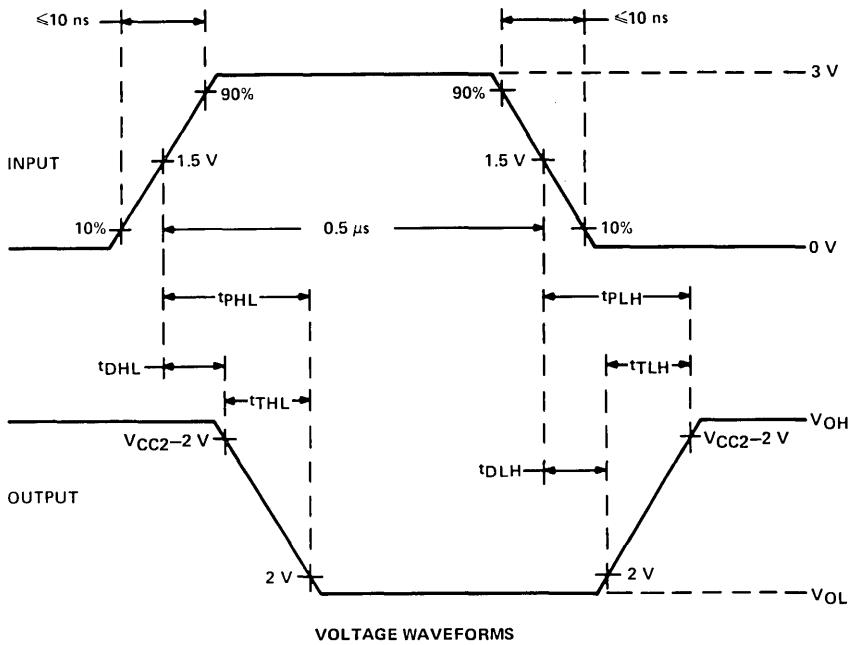 ≤10 ns
≤10 ns
3 V
90%
90%
INPUT
1.5 V
1.5 V
10%
0.5 μs
10%
0 V
tPHL
tPLH
tDHL
tTLH
tTHL
VOH
VCC2–2 V
VCC2–2 V
tDLH
OUTPUT
2 V
2 V
VOL
VOLTAGE WAVEFORMS